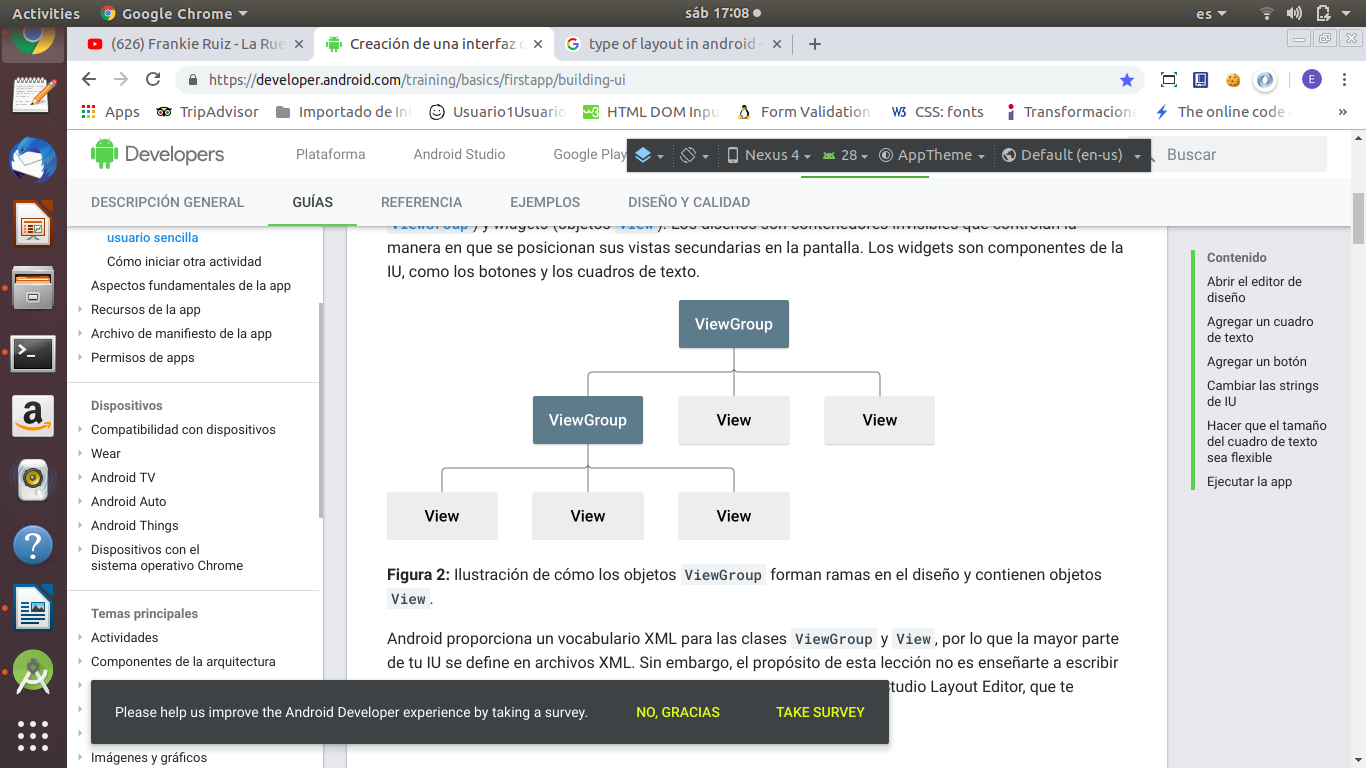 Activities Google Chrome sáb 17:08 es
(626) Frankie Ruiz - La Rue Creación de una interfaz d type of layout in android -
https://developer.android.com/training/basics/firstapp/building-ui E
Apps TripAdvisor Importado de Int Usuario1Usuario HTML DOM Inpu Form Validation W3 CSS: fonts Transformacione The online code »
Developers Plataforma Android Studio Google Play Nexus 4 28 AppTheme Default (en-us) Buscar
DESCRIPCIÓN GENERAL GUÍAS REFERENCIA EJEMPLOS DISEÑO Y CALIDAD
usuario sencilla
Cómo iniciar otra actividad
Aspectos fundamentales de la app
Recursos de la app
Archivo de manifiesto de la app
Permisos de apps
Dispositivos
Compatibilidad con dispositivos
Wear
Android TV
Android Auto
Android Things
Dispositivos con el
sistema operativo Chrome
Temas principales
Actividades
Componentes de la arquitectura
Imágenes y gráficos
ViewGroup) y widgets (objetos View). Los diseños son contenedores invisibles que controlan la
manera en que se posicionan sus vistas secundarias en la pantalla. Los widgets son componentes de la
IU, como los botones y los cuadros de texto.
ViewGroup
ViewGroup View View
View View View
Figura 2: Ilustración de cómo los objetos ViewGroup forman ramas en el diseño y contienen objetos
View.
Android proporciona un vocabulario XML para las clases ViewGroup y View, por lo que la mayor parte
de tu IU se define en archivos XML. Sin embargo, el propósito de esta lección no es enseñarte a escribir
tudio Layout Editor, que te
Contenido
Abrir el editor de
diseño
Agregar un cuadro
de texto
Agregar un botón
Cambiar las strings
de IU
Hacer que el tamaño
del cuadro de texto
sea flexible
Ejecutar la app
Please help us improve the Android Developer experience by taking a survey. NO, GRACIAS TAKE SURVEY